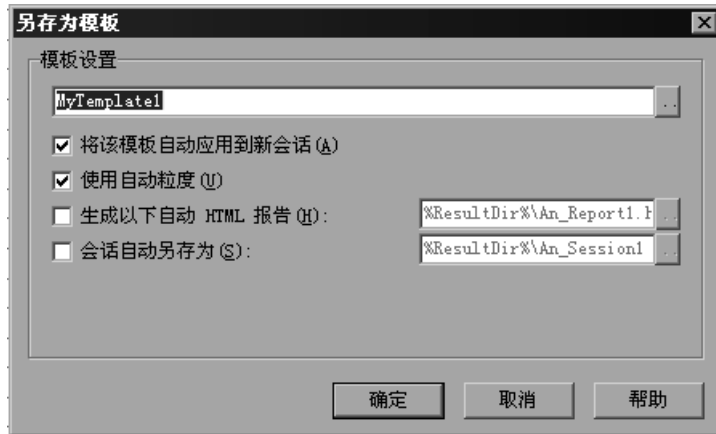 另存为模板
模板设置
MyTemplate1
将该模板自动应用到新会话(A)
使用自动粒度(U)
生成以下自动 HTML 报告(H): %ResultDir%\An_Report1.h
会话自动另存为(S): %ResultDir%\An_Session1
确定 取消 帮助